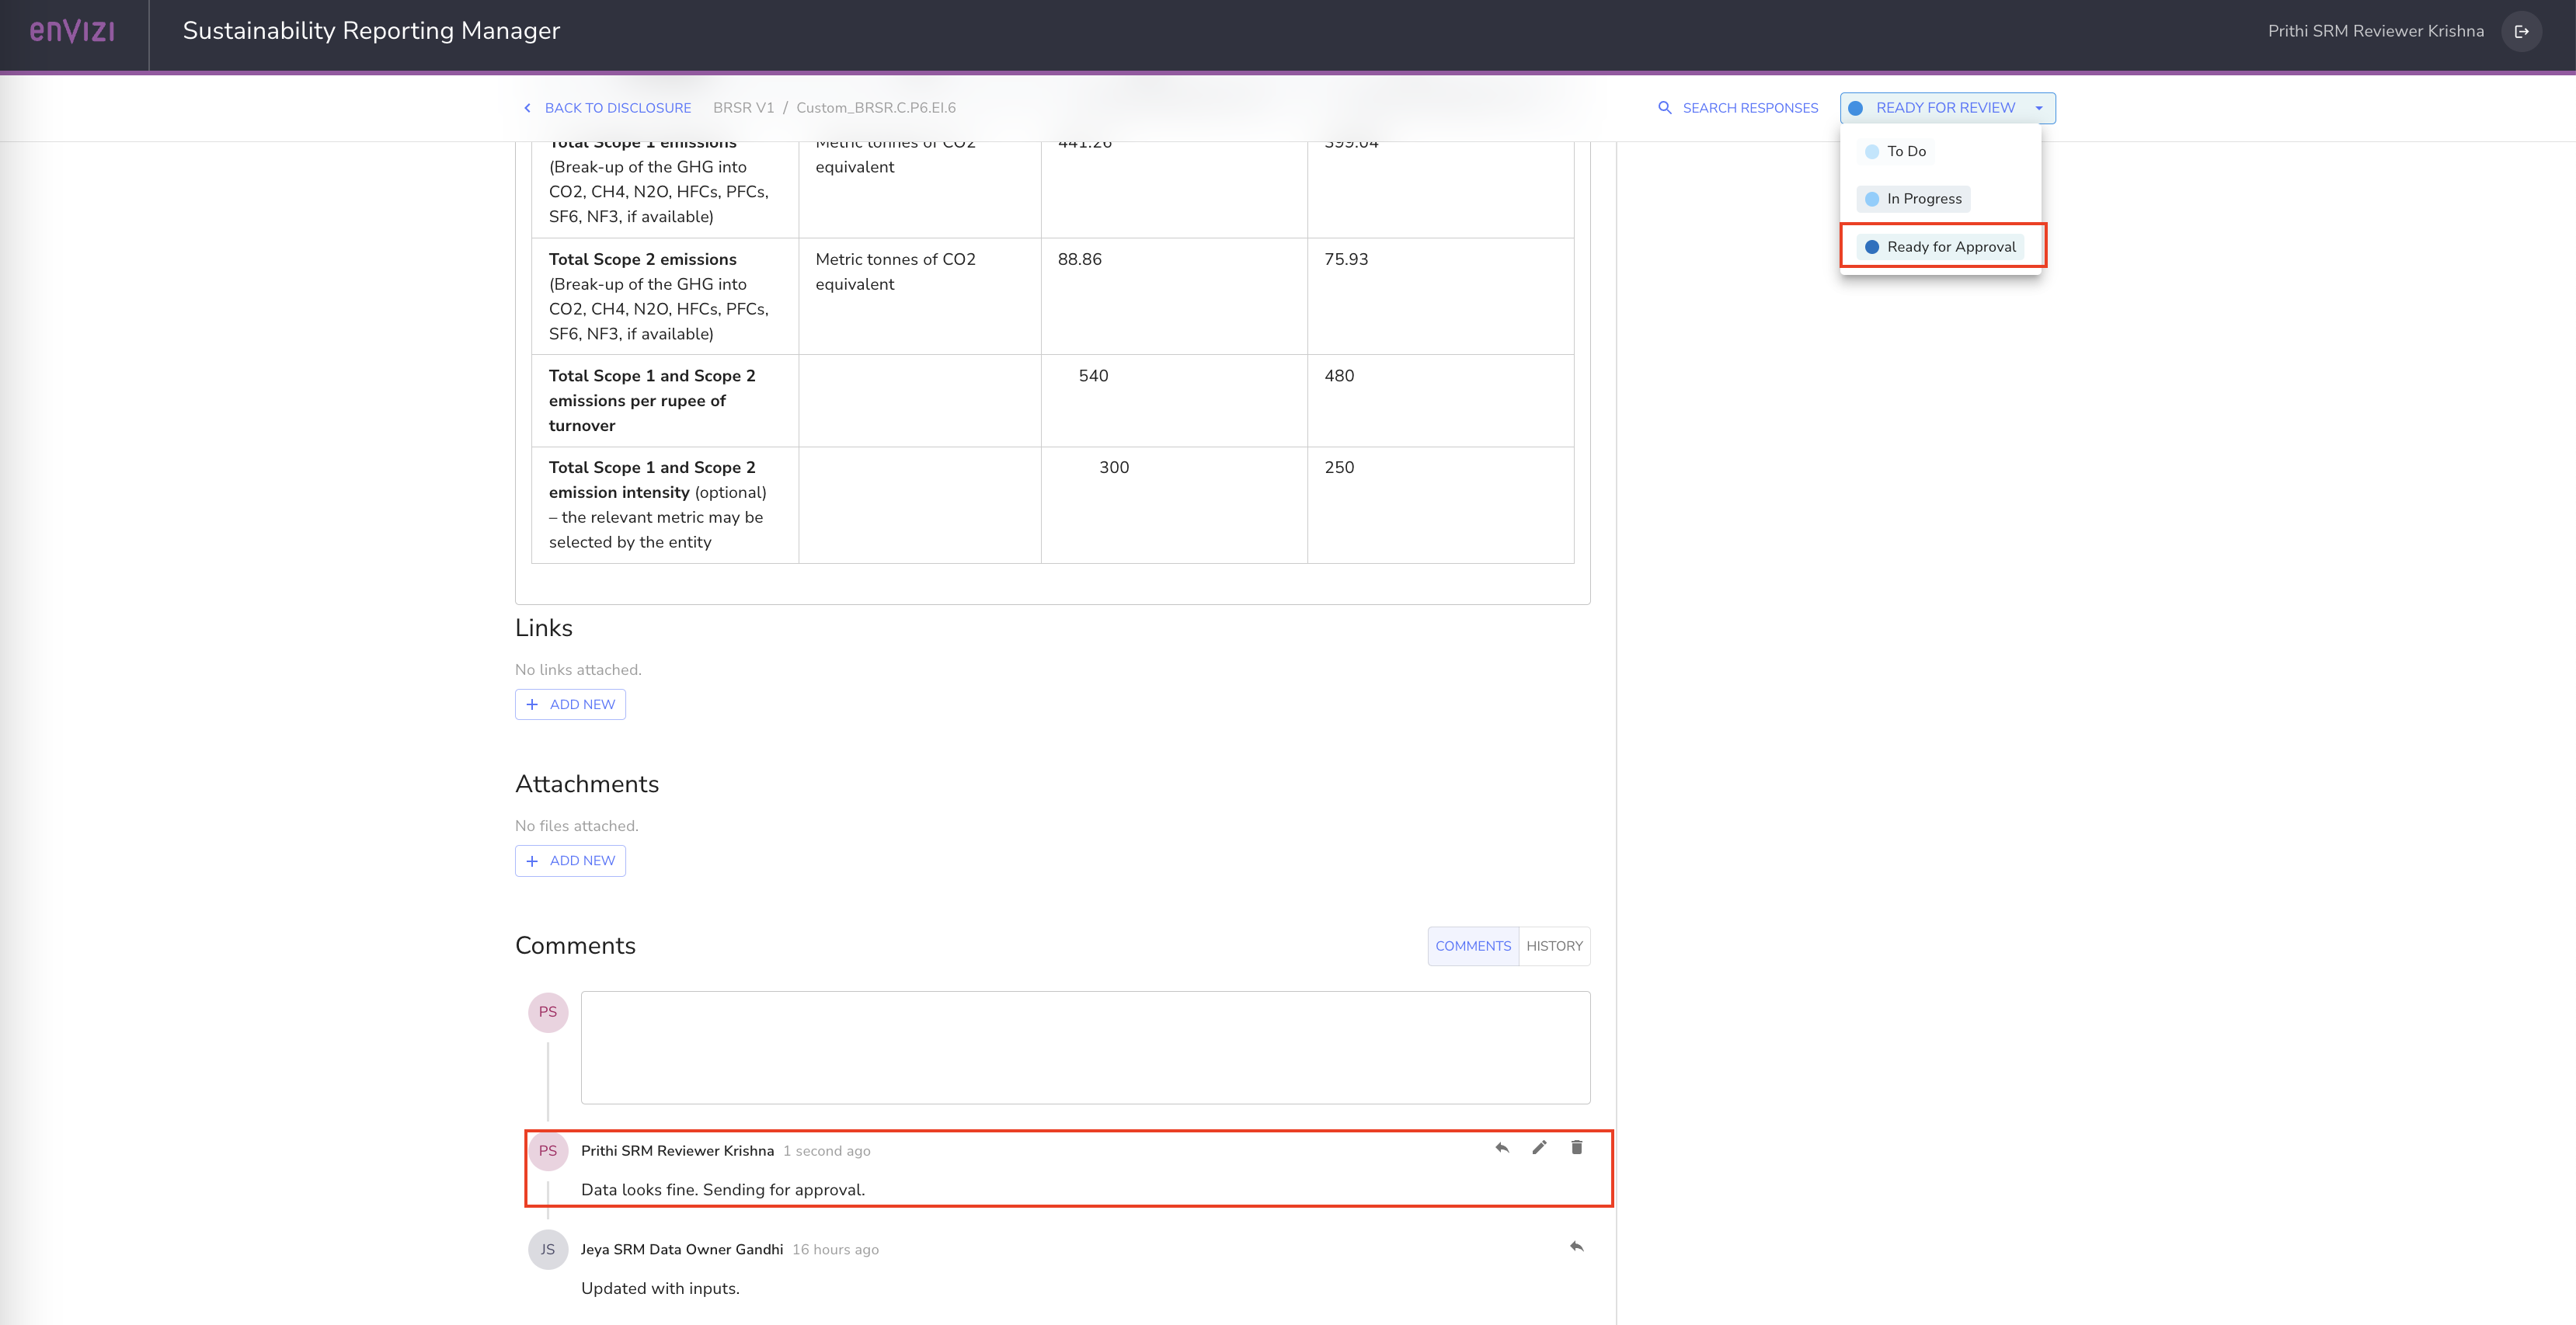 enVizi
Sustainability Reporting Manager
Prithi SRM Reviewer Krishna
BACK TO DISCLOSURE BRSR V1 / Custom_BRSR.C.P6.EI.6
SEARCH RESPONSES
READY FOR REVIEW
To Do
In Progress
Ready for Approval
Total Scope 1 emissions
(Break-up of the GHG into
CO2, CH4, N2O, HFCs, PFCs,
SF6, NF3, if available)
Metric tonnes of CO2
equivalent
441.26
399.04
Total Scope 2 emissions
(Break-up of the GHG into
CO2, CH4, N2O, HFCs, PFCs,
SF6, NF3, if available)
Metric tonnes of CO2
equivalent
88.86
75.93
Total Scope 1 and Scope 2
emissions per rupee of
turnover
540
480
Total Scope 1 and Scope 2
emission intensity (optional)
– the relevant metric may be
selected by the entity
300
250
Links
No links attached.
+ ADD NEW
Attachments
No files attached.
+ ADD NEW
Comments
COMMENTS
HISTORY
PS
PS
Prithi SRM Reviewer Krishna 1 second ago
Data looks fine. Sending for approval.
JS
Jeya SRM Data Owner Gandhi 16 hours ago
Updated with inputs.